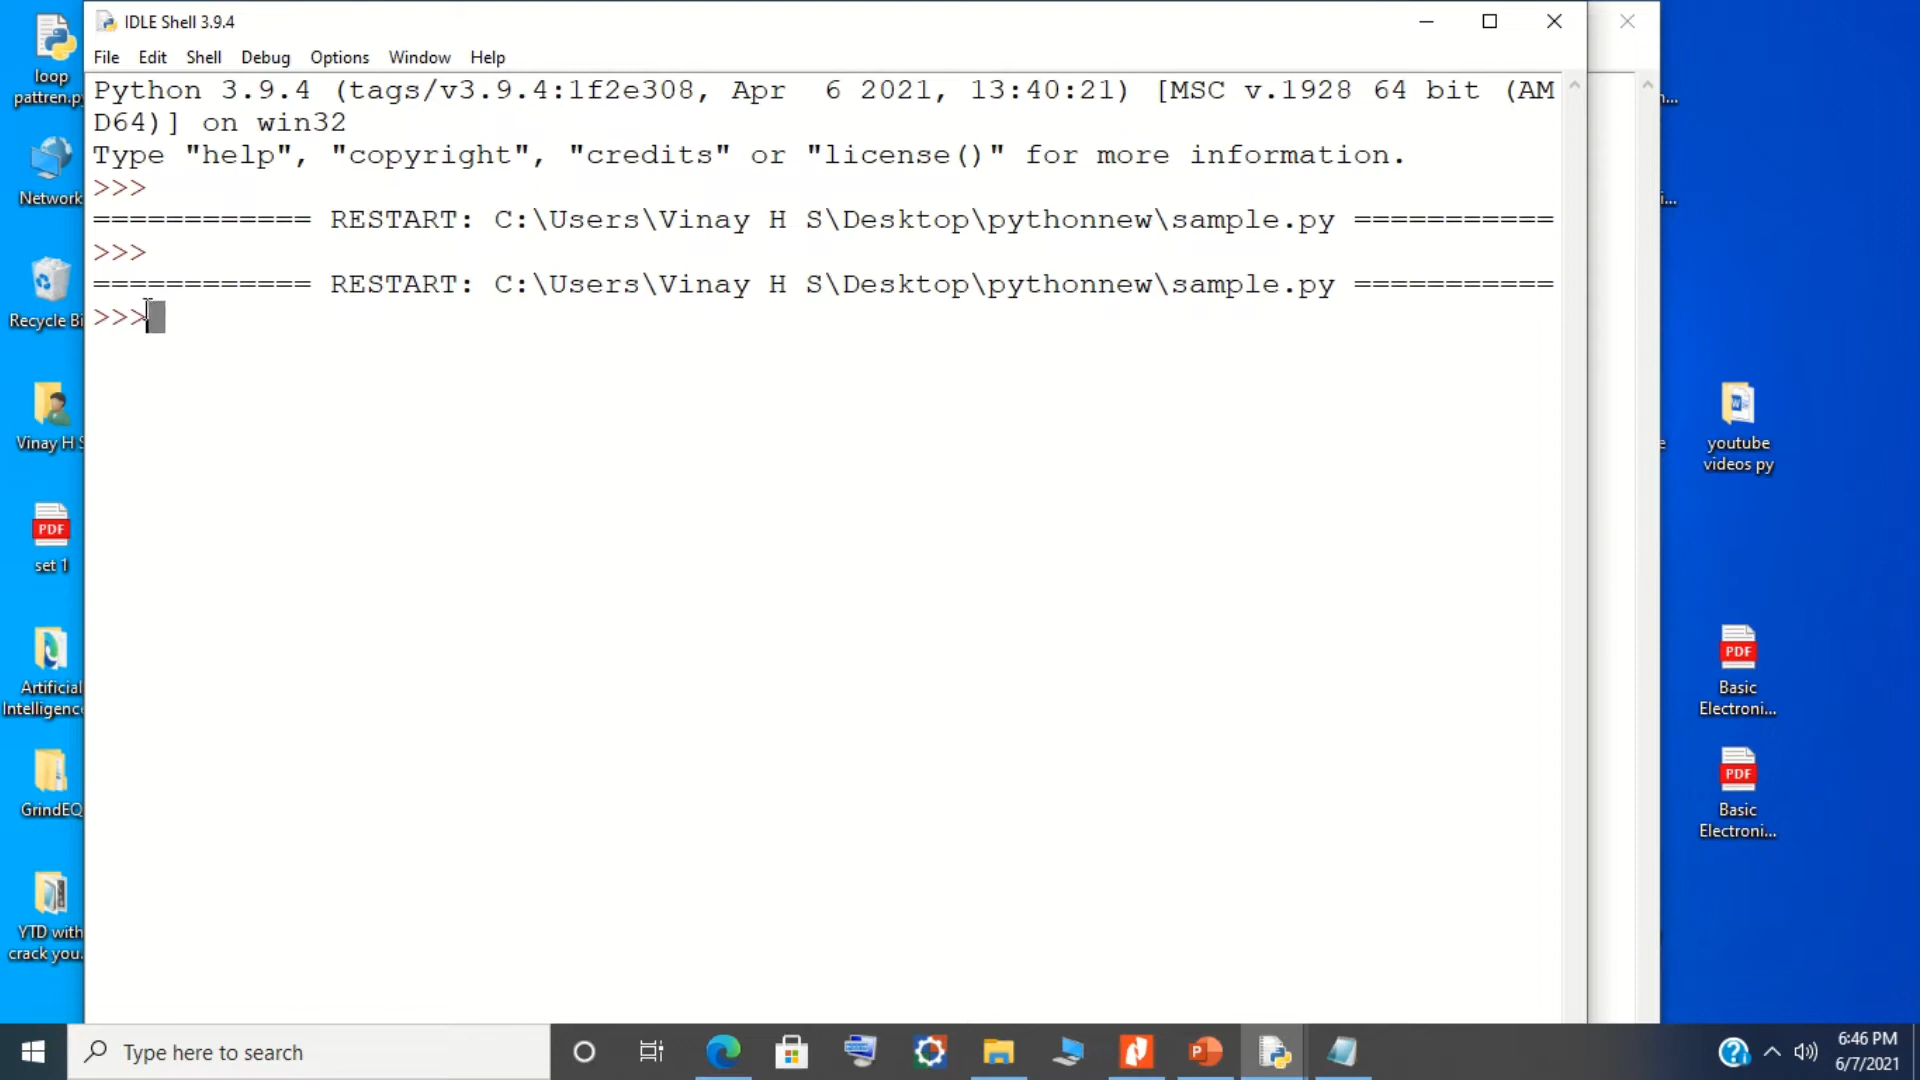 IDLE Shell 3.9.4
File Edit Shell Debug Options Window Help
Python 3.9.4 (tags/v3.9.4:1f2e308, Apr  6 2021, 13:40:21) [MSC v.1928 64 bit (AM
D64)] on win32
Type "help", "copyright", "credits" or "license()" for more information.
>>>
============ RESTART: C:\Users\Vinay H S\Desktop\pythonnew\sample.py ===========
>>>
============ RESTART: C:\Users\Vinay H S\Desktop\pythonnew\sample.py ===========
>>>
loop
pattren.py
Network
Recycle Bi
Vinay H S
PDF
set 1
Artificial
Intelligence
GrindEQ
YTD with
crack you...
youtube
videos py
PDF
Basic
Electroni...
PDF
Basic
Electroni...
Type here to search
6:46 PM
6/7/2021